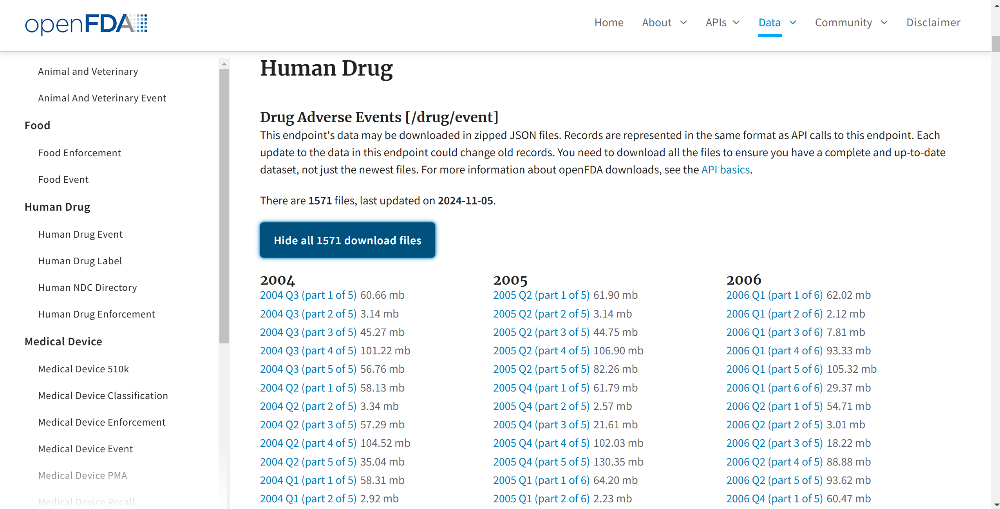 openFDA
Home
About
APIs
Data
Community
Disclaimer
Animal and Veterinary
Animal And Veterinary Event
Food
Food Enforcement
Food Event
Human Drug
Human Drug Event
Human Drug Label
Human NDC Directory
Human Drug Enforcement
Medical Device
Medical Device 510k
Medical Device Classification
Medical Device Enforcement
Medical Device Event
Medical Device PMA
Medical Device Recall
Human Drug
Drug Adverse Events [/drug/event]
This endpoint's data may be downloaded in zipped JSON files. Records are represented in the same format as API calls to this endpoint. Each
update to the data in this endpoint could change old records. You need to download all the files to ensure you have a complete and up-to-date
dataset, not just the newest files. For more information about openFDA downloads, see the API basics.
There are 1571 files, last updated on 2024-11-05.
Hide all 1571 download files
2004
2004 Q3 (part 1 of 5) 60.66 mb
2004 Q3 (part 2 of 5) 3.14 mb
2004 Q3 (part 3 of 5) 45.27 mb
2004 Q3 (part 4 of 5) 101.22 mb
2004 Q3 (part 5 of 5) 56.76 mb
2004 Q2 (part 1 of 5) 58.13 mb
2004 Q2 (part 2 of 5) 3.34 mb
2004 Q2 (part 3 of 5) 57.29 mb
2004 Q2 (part 4 of 5) 104.52 mb
2004 Q2 (part 5 of 5) 35.04 mb
2004 Q1 (part 1 of 5) 58.31 mb
2004 Q1 (part 2 of 5) 2.92 mb
2005
2005 Q2 (part 1 of 5) 61.90 mb
2005 Q2 (part 2 of 5) 3.14 mb
2005 Q2 (part 3 of 5) 44.75 mb
2005 Q2 (part 4 of 5) 106.90 mb
2005 Q2 (part 5 of 5) 82.26 mb
2005 Q4 (part 1 of 5) 61.79 mb
2005 Q4 (part 2 of 5) 2.57 mb
2005 Q4 (part 3 of 5) 21.61 mb
2005 Q4 (part 4 of 5) 102.03 mb
2005 Q4 (part 5 of 5) 130.35 mb
2005 Q1 (part 1 of 6) 64.20 mb
2005 Q1 (part 2 of 6) 2.23 mb
2006
2006 Q1 (part 1 of 6) 62.02 mb
2006 Q1 (part 2 of 6) 2.12 mb
2006 Q1 (part 3 of 6) 7.81 mb
2006 Q1 (part 4 of 6) 93.33 mb
2006 Q1 (part 5 of 6) 105.32 mb
2006 Q1 (part 6 of 6) 29.37 mb
2006 Q2 (part 1 of 5) 54.71 mb
2006 Q2 (part 2 of 5) 3.01 mb
2006 Q2 (part 3 of 5) 18.22 mb
2006 Q2 (part 4 of 5) 88.88 mb
2006 Q2 (part 5 of 5) 93.62 mb
2006 Q4 (part 1 of 5) 60.47 mb